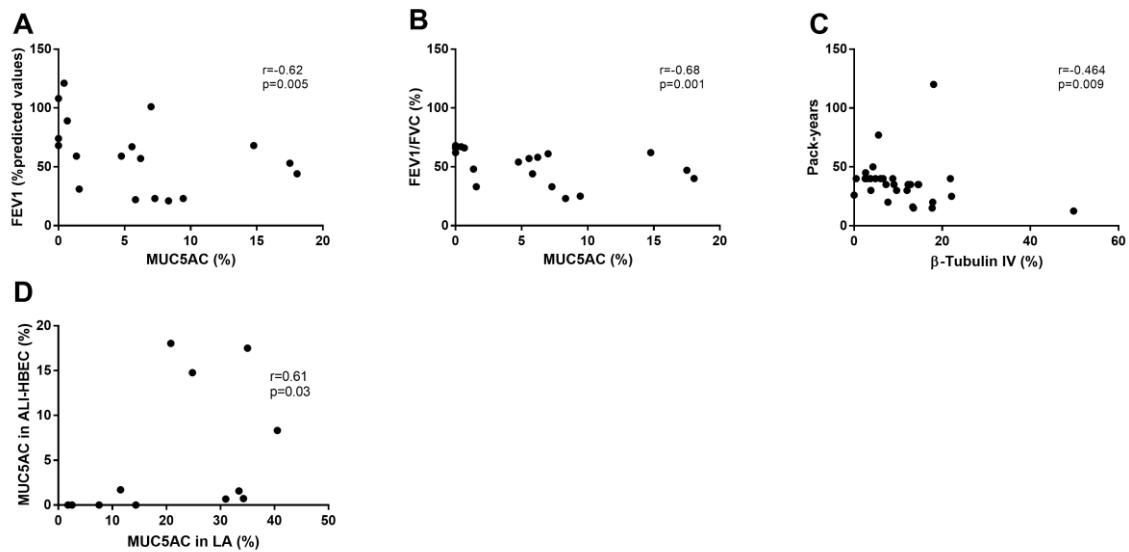 A
150
100
50
0
FEV1 (%predicted values)
r=-0.62
p=0.005
0 5 10 15 20
MUC5AC (%)
B
150
100
50
0
FEV1/FVC (%)
r=-0.68
p=0.001
0 5 10 15 20
MUC5AC (%)
C
150
100
50
0
Pack-years
r=-0.464
p=0.009
0 20 40 60
β-Tubulin IV (%)
D
20
15
10
5
0
MUC5AC in ALI-HBEC (%)
r=0.61
p=0.03
0 10 20 30 40 50
MUC5AC in LA (%)